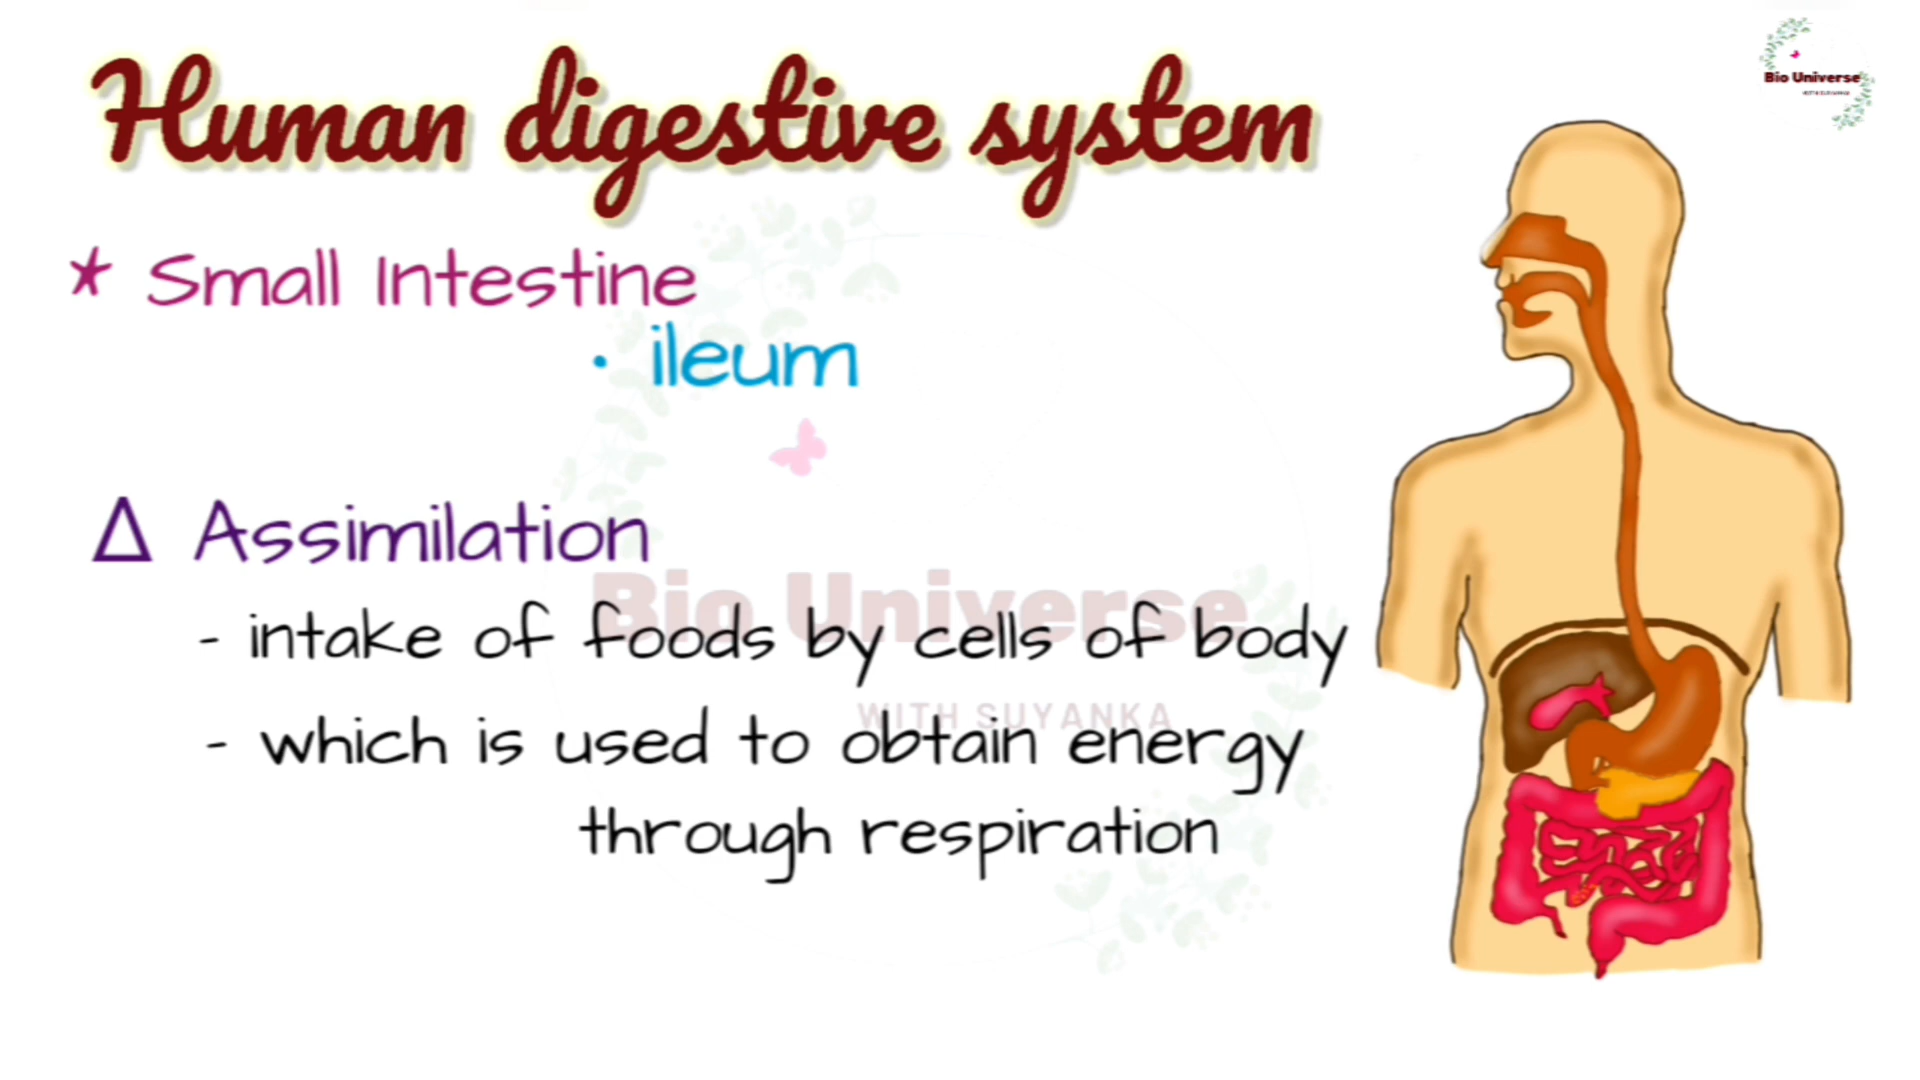 Human digestive system
Bio Universe
* Small Intestine
• ileum
Δ Assimilation
Bio Universe
- intake of foods by cells of body
WITH SUYANKA
- which is used to obtain energy
through respiration